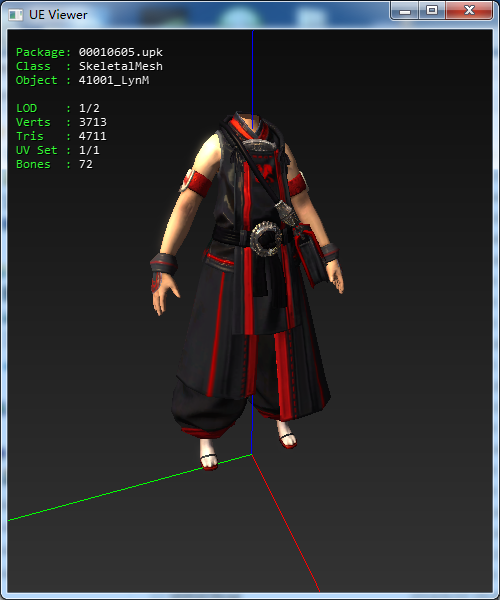 UE Viewer
Package: 00010605.upk
Class : SkeletalMesh
Object : 41001_LynM
LOD : 1/2
Verts : 3713
Tris : 4711
UV Set : 1/1
Bones : 72